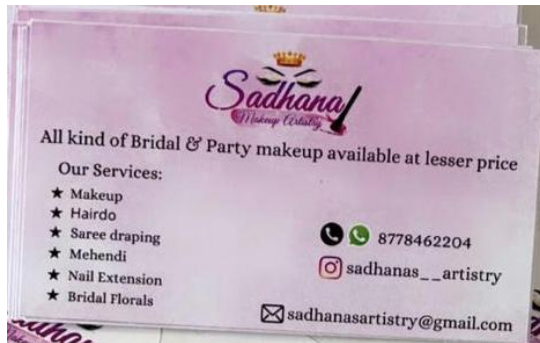 Sadhana
Makeup Artistry
All kind of Bridal & Party makeup available at lesser price
Our Services:
★ Makeup
★ Hairdo
★ Saree draping
★ Mehendi
★ Nail Extension
★ Bridal Florals
8778462204
sadhanas__artistry
sadhanasartistry@gmail.com